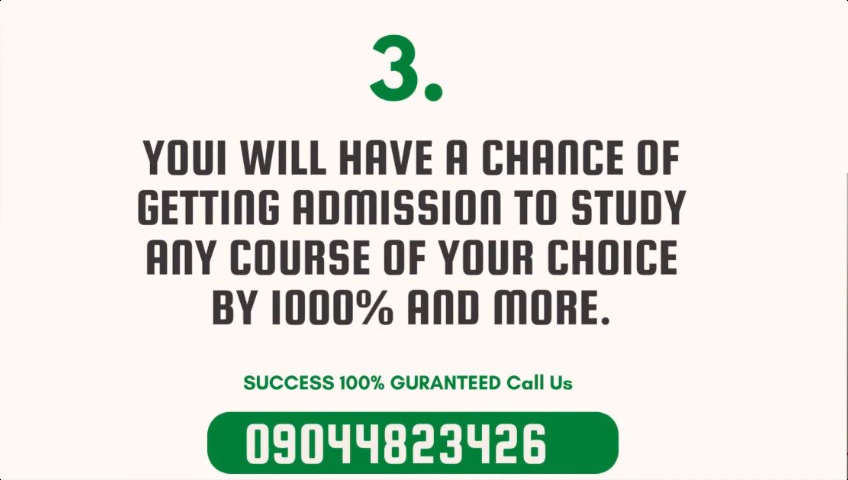 3.
YOUI WILL HAVE A CHANCE OF
GETTING ADMISSION TO STUDY
ANY COURSE OF YOUR CHOICE
BY 1000% AND MORE.
SUCCESS 100% GURANTEED Call Us
09044823426